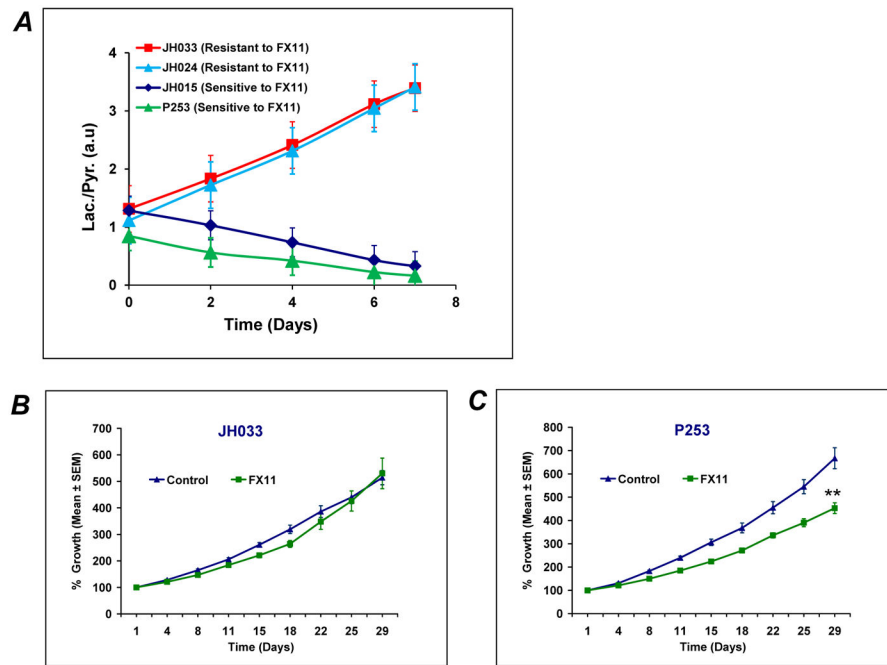 A
JH033 (Resistant to FX11)
JH024 (Resistant to FX11)
JH015 (Sensitive to FX11)
P253 (Sensitive to FX11)
Lac./Pyr. (a.u)
4
3
2
1
0
0 2 4 6 8
Time (Days)
B
JH033
Control FX11
% Growth (Mean ± SEM)
700
600
500
400
300
200
100
0
1 4 8 11 15 18 22 25 29
Time (Days)
C
P253
Control FX11
**
% Growth (Mean ± SEM)
800
700
600
500
400
300
200
100
0
1 4 8 11 15 18 22 25 29
Time (Days)